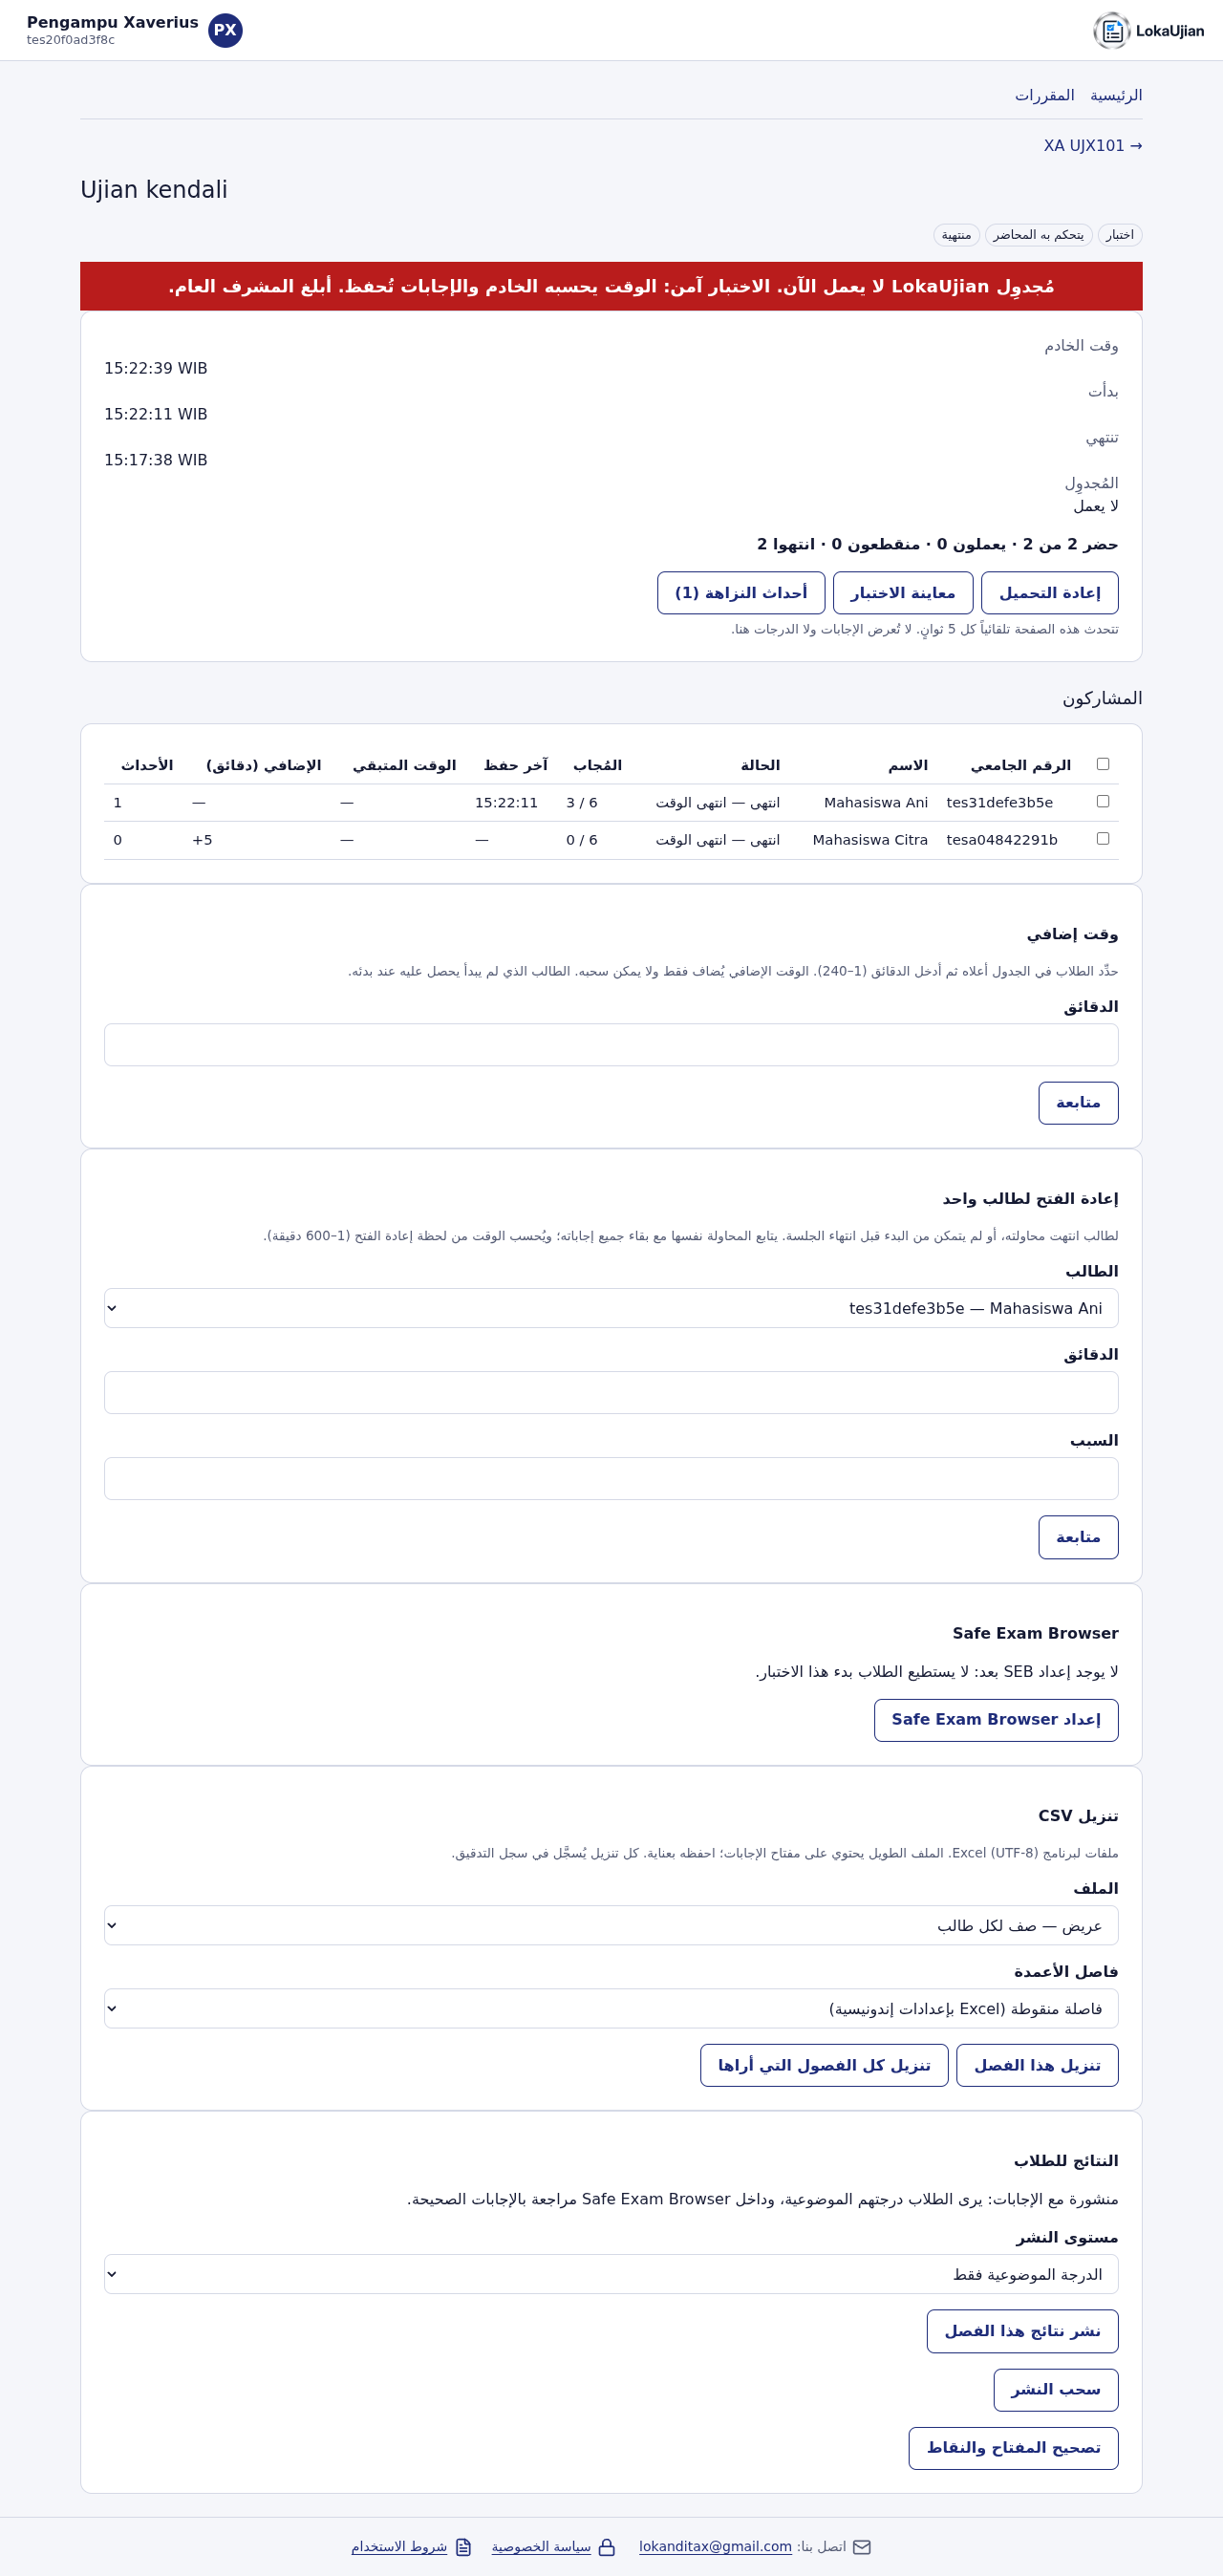 LokaUjian
Pengampu Xaverius
tes20f0ad3f8c
PX
الرئيسية المقررات
→ XA UJX101
Ujian kendali
اختبار
يتحكم به المحاضر
منتهية
مُجدوِل LokaUjian لا يعمل الآن. الاختبار آمن: الوقت يحسبه الخادم والإجابات تُحفظ. أبلغ المشرف العام.
وقت الخادم
15:22:39 WIB
بدأت
15:22:11 WIB
تنتهي
15:17:38 WIB
المُجدوِل
لا يعمل
حضر 2 من 2 · يعملون 0 · منقطعون 0 · انتهوا 2
إعادة التحميل
معاينة الاختبار
أحداث النزاهة (1)
تتحدث هذه الصفحة تلقائياً كل 5 ثوانٍ. لا تُعرض الإجابات ولا الدرجات هنا.
المشاركون
الرقم الجامعي الاسم الحالة المُجاب آخر حفظ الوقت المتبقي الإضافي (دقائق) الأحداث
tes31defe3b5e Mahasiswa Ani انتهى — انتهى الوقت 3 / 6 15:22:11 — — 1
tesa04842291b Mahasiswa Citra انتهى — انتهى الوقت 0 / 6 — — +5 0
وقت إضافي
حدِّد الطلاب في الجدول أعلاه ثم أدخل الدقائق (1–240). الوقت الإضافي يُضاف فقط ولا يمكن سحبه. الطالب الذي لم يبدأ يحصل عليه عند بدئه.
الدقائق
متابعة
إعادة الفتح لطالب واحد
لطالب انتهت محاولته، أو لم يتمكن من البدء قبل انتهاء الجلسة. يتابع المحاولة نفسها مع بقاء جميع إجاباته؛ ويُحسب الوقت من لحظة إعادة الفتح (1–600 دقيقة).
الطالب
tes31defe3b5e — Mahasiswa Ani
الدقائق
السبب
متابعة
Safe Exam Browser
لا يوجد إعداد SEB بعد: لا يستطيع الطلاب بدء هذا الاختبار.
إعداد Safe Exam Browser
تنزيل CSV
ملفات لبرنامج Excel (UTF-8). الملف الطويل يحتوي على مفتاح الإجابات؛ احفظه بعناية. كل تنزيل يُسجَّل في سجل التدقيق.
الملف
عريض — صف لكل طالب
فاصل الأعمدة
فاصلة منقوطة (Excel بإعدادات إندونيسية)
تنزيل هذا الفصل
تنزيل كل الفصول التي أراها
النتائج للطلاب
منشورة مع الإجابات: يرى الطلاب درجتهم الموضوعية، وداخل Safe Exam Browser مراجعة بالإجابات الصحيحة.
مستوى النشر
الدرجة الموضوعية فقط
نشر نتائج هذا الفصل
سحب النشر
تصحيح المفتاح والنقاط
اتصل بنا: lokanditax@gmail.com
سياسة الخصوصية
شروط الاستخدام